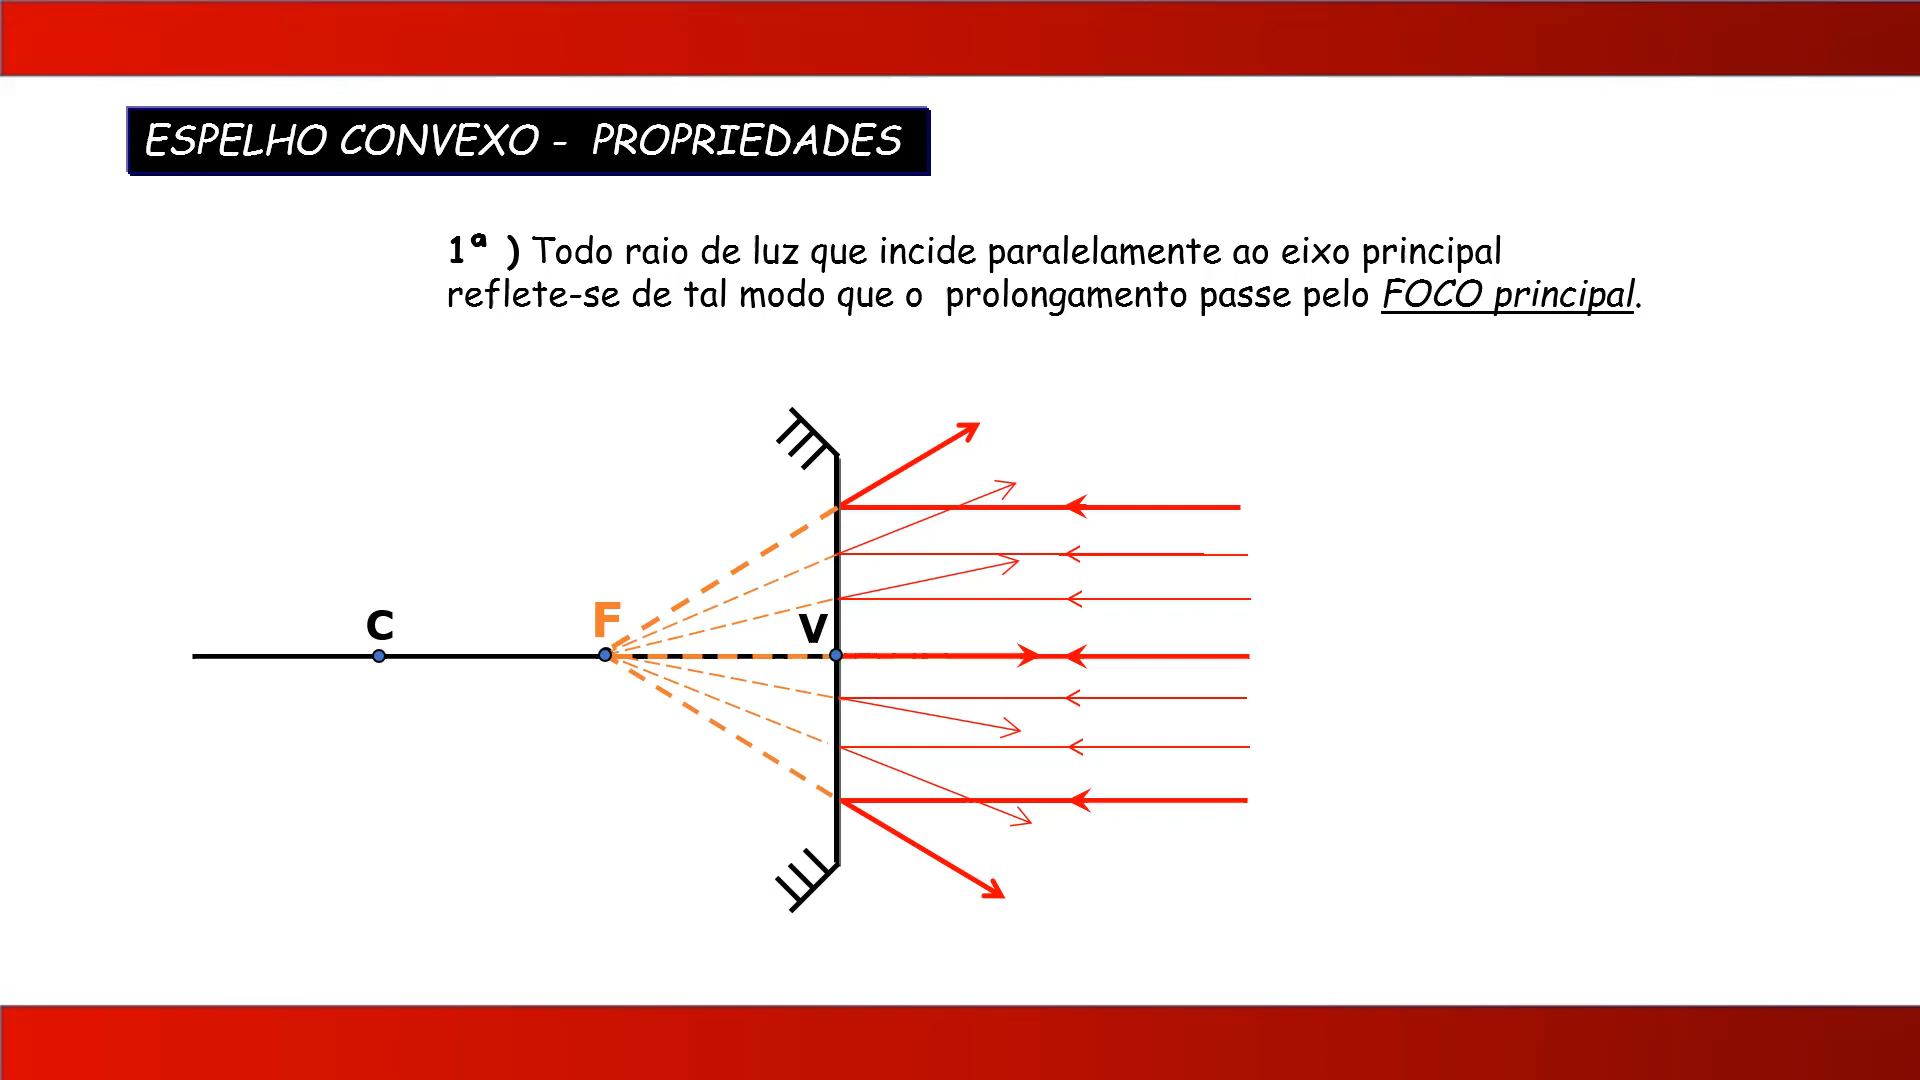 ESPELHO CONVEXO - PROPRIEDADES
1ª ) Todo raio de luz que incide paralelamente ao eixo principal
reflete-se de tal modo que o prolongamento passe pelo FOCO principal.
C
F
V